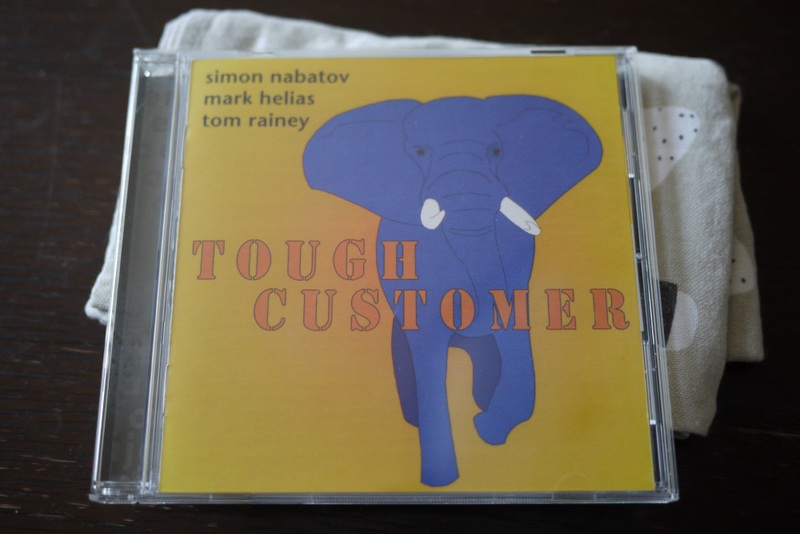 simon nabatov
mark helias
tom rainey
TOUGH
CUSTOMER